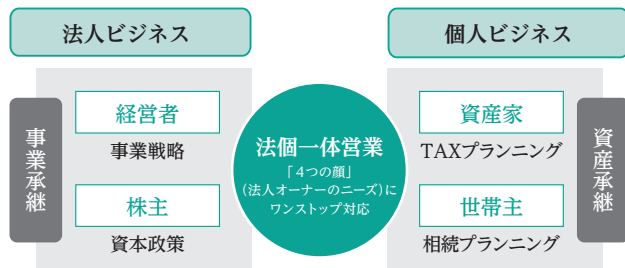 法人ビジネス
個人ビジネス
事業承継
経営者
事業戦略
株主
資本政策
法個一体営業
「4つの顔」
（法人オーナーのニーズ）に
ワンストップ対応
資産家
TAXプランニング
世帯主
相続プランニング
資産承継